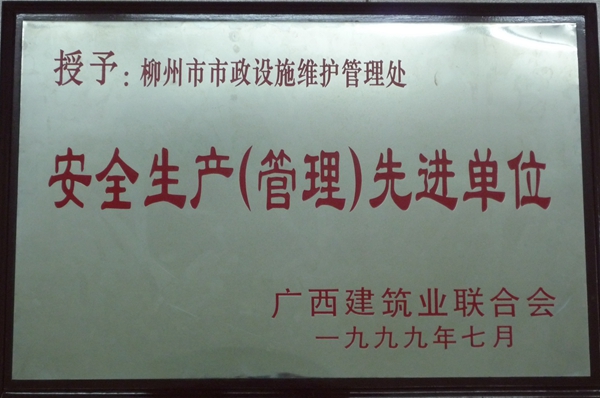 授予：柳州市市政设施维护管理处
安全生产(管理)先进单位
广西建筑业联合会
一九九九年七月